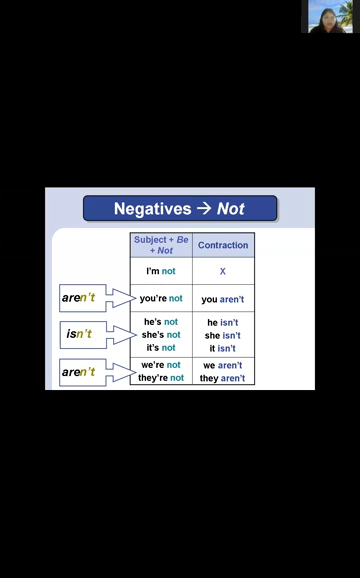 Negatives → Not
Subject + Be
+ Not
Contraction
I'm not
X
aren't
you're not
you aren't
isn't
he's not
she's not
it's not
he isn't
she isn't
it isn't
aren't
we're not
they're not
we aren't
they aren't